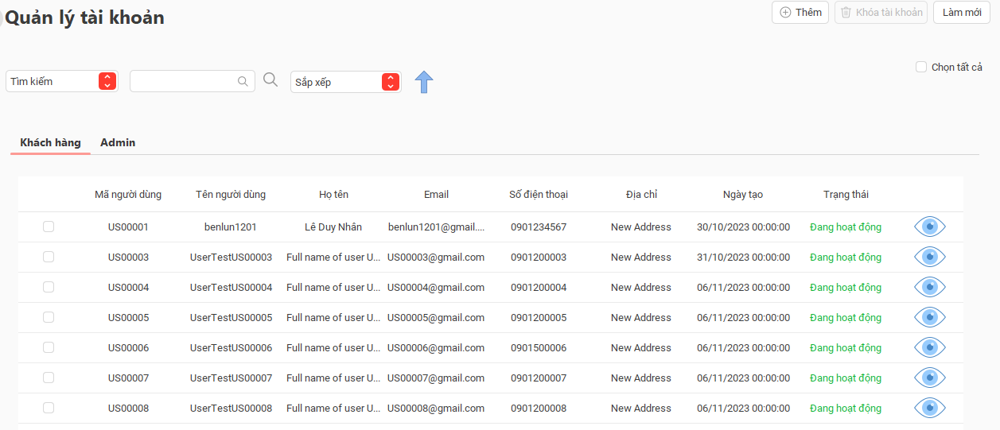 Quản lý tài khoản
Thêm
Khóa tài khoản
Làm mới
Chọn tất cả
Tìm kiếm
Sắp xếp
Khách hàng Admin
Mã người dùng Tên người dùng Họ tên Email Số điện thoại Địa chỉ Ngày tạo Trạng thái
US00001 benlun1201 Lê Duy Nhân benlun1201@gmail.... 0901234567 New Address 30/10/2023 00:00:00 Đang hoạt động
US00003 UserTestUS00003 Full name of user U... US00003@gmail.com 0901200003 New Address 31/10/2023 00:00:00 Đang hoạt động
US00004 UserTestUS00004 Full name of user U... US00004@gmail.com 0901200004 New Address 06/11/2023 00:00:00 Đang hoạt động
US00005 UserTestUS00005 Full name of user U... US00005@gmail.com 0901200005 New Address 06/11/2023 00:00:00 Đang hoạt động
US00006 UserTestUS00006 Full name of user U... US00006@gmail.com 0901500006 New Address 06/11/2023 00:00:00 Đang hoạt động
US00007 UserTestUS00007 Full name of user U... US00007@gmail.com 0901200007 New Address 06/11/2023 00:00:00 Đang hoạt động
US00008 UserTestUS00008 Full name of user U... US00008@gmail.com 0901200008 New Address 06/11/2023 00:00:00 Đang hoạt động